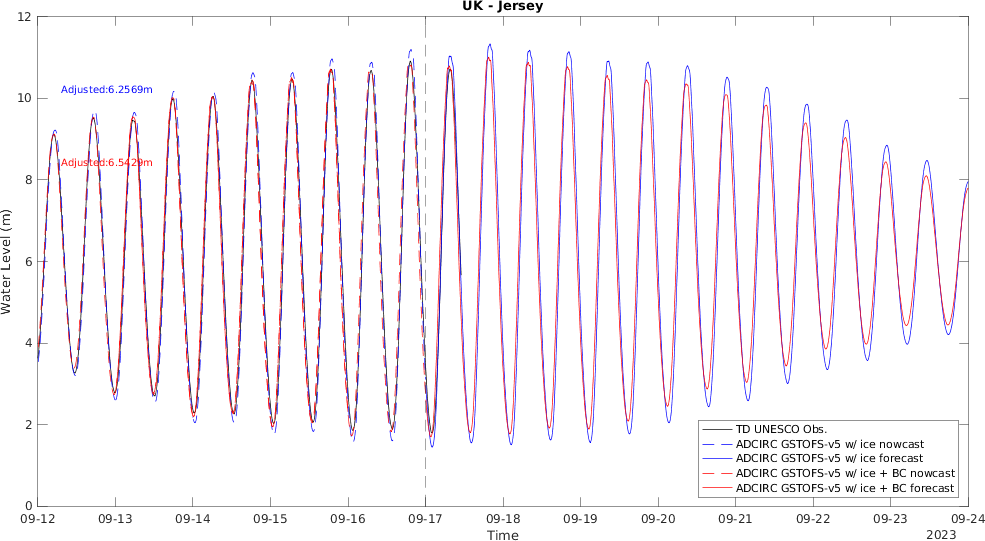 UK - Jersey
12
10
8
6
4
2
0
Water Level (m)
Adjusted:6.2569m
Adjusted:6.5429m
TD UNESCO Obs.
ADCIRC GSTOFS-v5 w/ ice nowcast
ADCIRC GSTOFS-v5 w/ ice forecast
ADCIRC GSTOFS-v5 w/ ice + BC nowcast
ADCIRC GSTOFS-v5 w/ ice + BC forecast
09-12 09-13 09-14 09-15 09-16 09-17 09-18 09-19 09-20 09-21 09-22 09-23 09-24
Time
2023